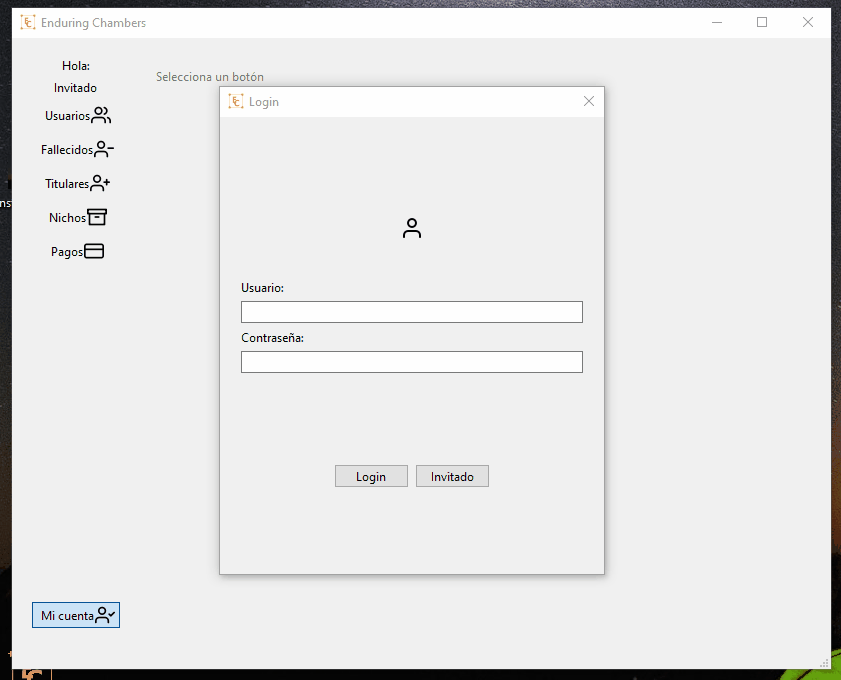 Enduring Chambers
Hola:
Invitado
Usuarios
Fallecidos
Titulares
Nichos
Pagos
Mi cuenta
Selecciona un botón
Login
Usuario:
Contraseña:
Login
Invitado